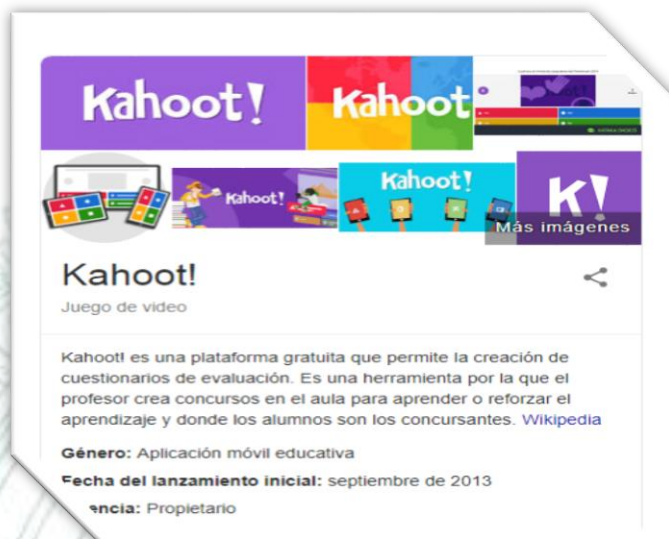 Kahoot!
Kahoot
Kahoot!
Kahoot!
K!
Más imágenes
Kahoot!
Juego de video
Kahoot! es una plataforma gratuita que permite la creación de
cuestionarios de evaluación. Es una herramienta por la que el
profesor crea concursos en el aula para aprender o reforzar el
aprendizaje y donde los alumnos son los concursantes. Wikipedia
Género: Aplicación móvil educativa
Fecha del lanzamiento inicial: septiembre de 2013
encia: Propietario